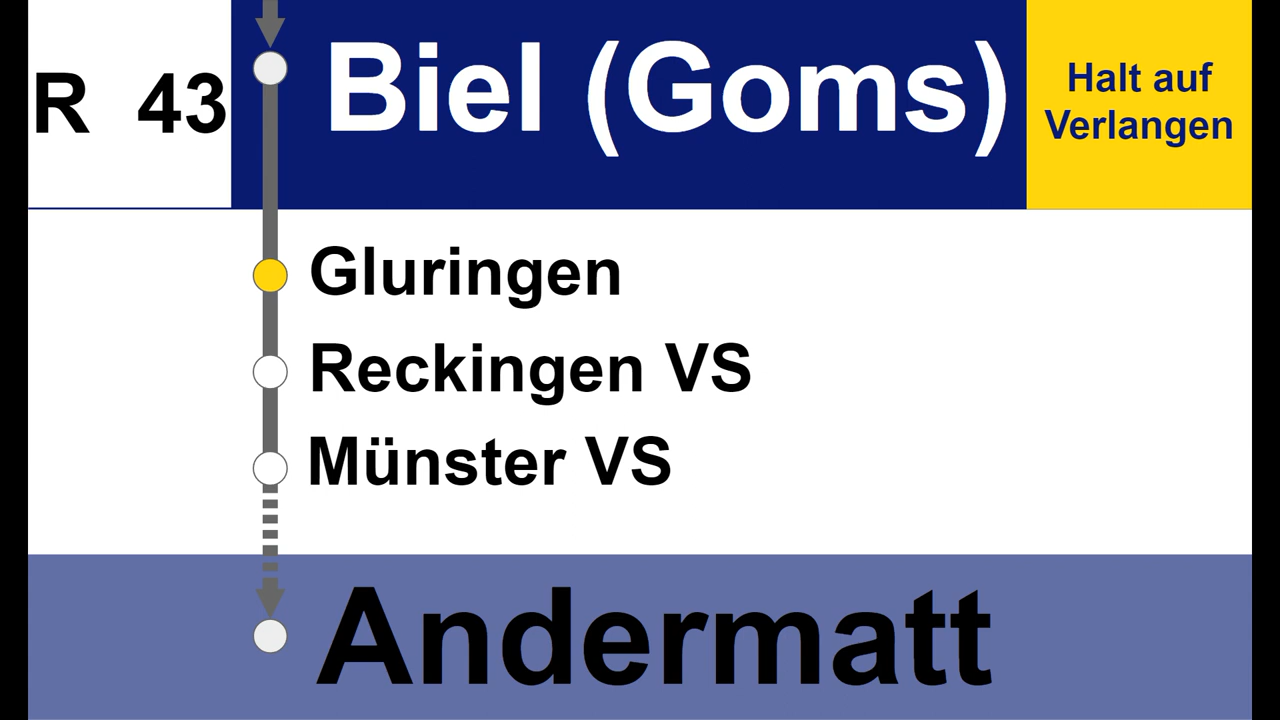 R 43
Biel (Goms)
Halt auf
Verlangen
Gluringen
Reckingen VS
Münster VS
Andermatt